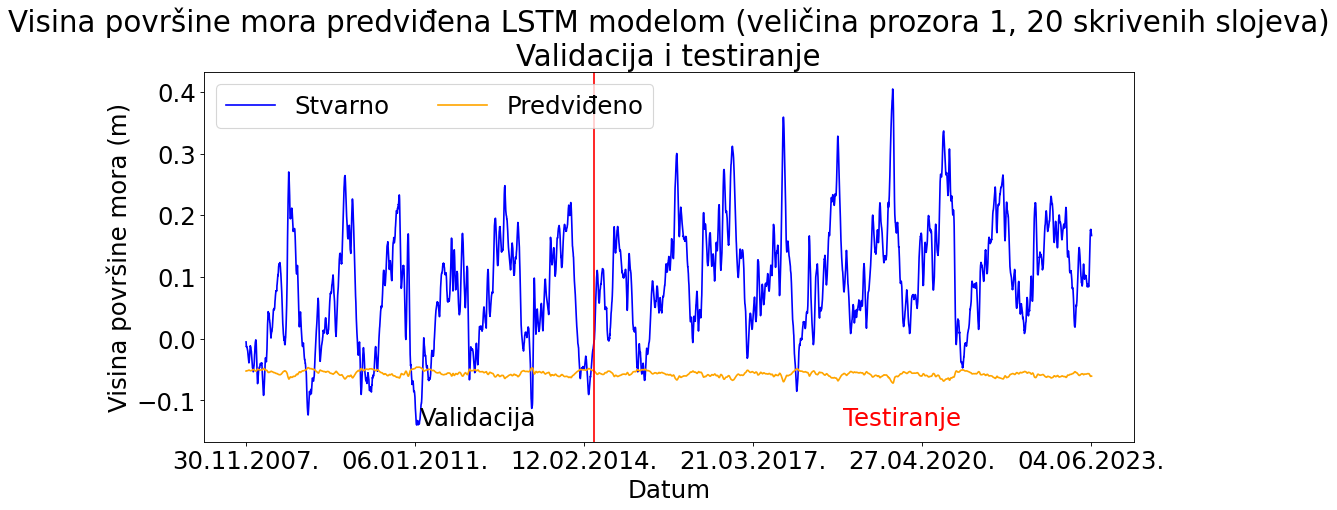 Visina površine mora predviđena LSTM modelom (veličina prozora 1, 20 skrivenih slojeva)
Validacija i testiranje
Stvarno
Predviđeno
Visina površine mora (m)
0.4
0.3
0.2
0.1
0.0
−0.1
Validacija
Testiranje
30.11.2007.
06.01.2011.
12.02.2014.
21.03.2017.
27.04.2020.
04.06.2023.
Datum